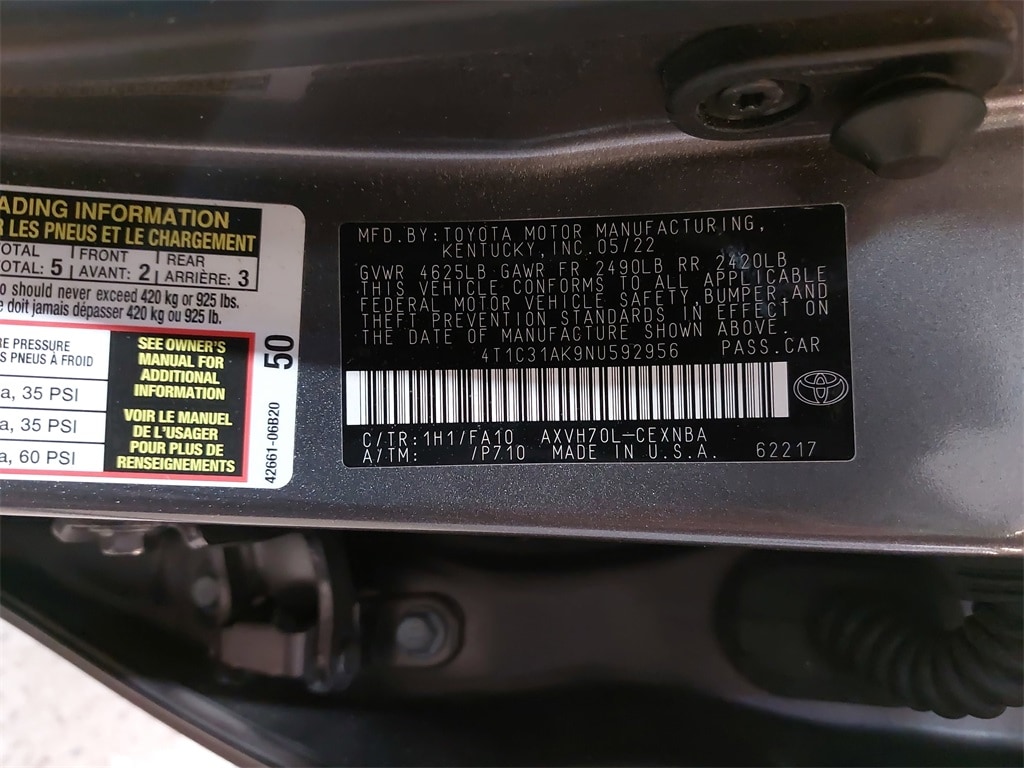 ADING INFORMATION
R LES PNEUS ET LE CHARGEMENT
TOTAL FRONT REAR
TOTAL: 5 AVANT: 2 ARRIÈRE: 3
should never exceed 420 kg or 925 lbs.
e doit jamais dépasser 420 kg ou 925 lb.
RE PRESSURE
S PNEUS À FROID
a, 35 PSI
a, 35 PSI
a, 60 PSI
SEE OWNER'S
MANUAL FOR
ADDITIONAL
INFORMATION
VOIR LE MANUEL
DE L'USAGER
POUR PLUS DE
RENSEIGNEMENTS
50
42661-06B20
MFD.BY:TOYOTA MOTOR MANUFACTURING,
KENTUCKY, INC.05/22
GVWR 4625LB GAWR FR 2490LB RR 2420LB
THIS VEHICLE CONFORMS TO ALL APPLICABLE
FEDERAL MOTOR VEHICLE SAFETY,BUMPER,AND
THEFT PREVENTION STANDARDS IN EFFECT ON
THE DATE OF MANUFACTURE SHOWN ABOVE.
4T1C31AK9NU592956 PASS.CAR
C/TR:1H1/FA10 AXVH70L-CEXNBA
A/TM: /P710 MADE IN U.S.A. 62217